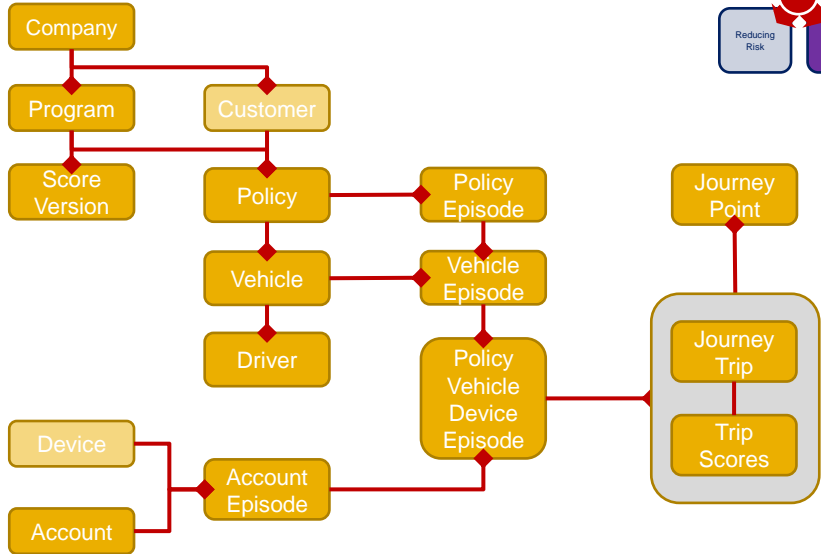 Company
Reducing
Risk
Program
Customer
Score
Version
Policy
Policy
Episode
Journey
Point
Vehicle
Vehicle
Episode
Driver
Policy
Vehicle
Device
Episode
Journey
Trip
Trip
Scores
Device
Account
Episode
Account